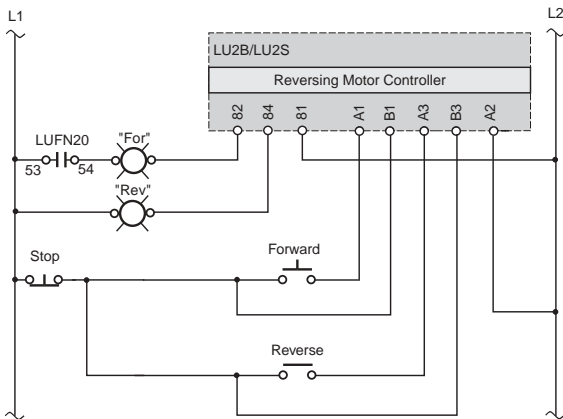 L1
L2
LU2B/LU2S
Reversing Motor Controller
82 84 81 A1 B1 A3 B3 A2
LUFN20
"For"
53 54
"Rev"
Stop
Forward
Reverse